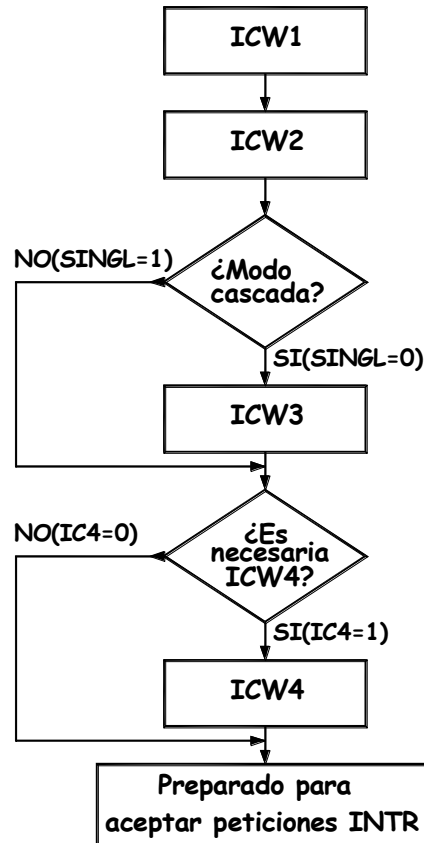 ICW1
ICW2
NO(SINGL=1)
¿Modo
cascada?
SI(SINGL=0)
ICW3
NO(IC4=0)
¿Es
necesaria
ICW4?
SI(IC4=1)
ICW4
Preparado para
aceptar peticiones INTR